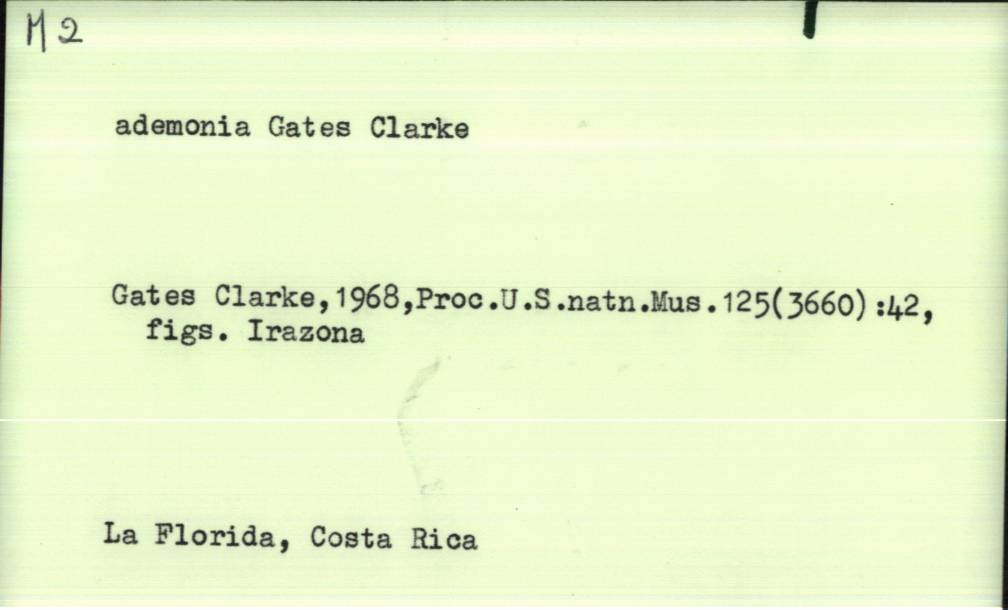 M 2
ademonia Gates Clarke
Gates Clarke,1968,Proc.U.S.natn.Mus.125(3660):42,
figs. Irazona
La Florida, Costa Rica